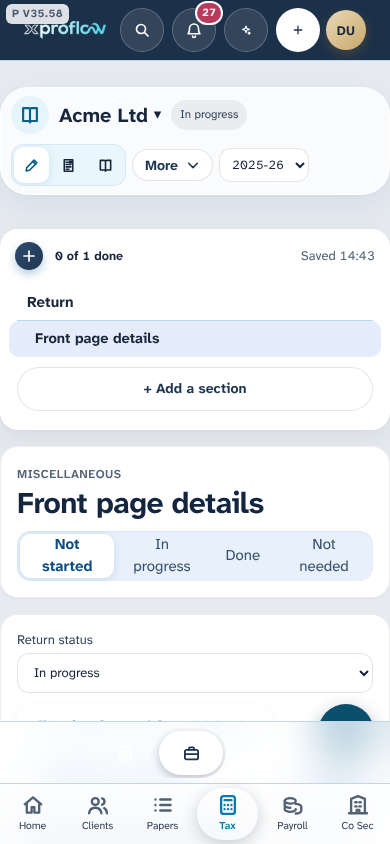 P V35.58
xproflow
27
DU
Acme Ltd ▾
In progress
More
2025-26
0 of 1 done
Saved 14:43
Return
Front page details
+ Add a section
MISCELLANEOUS
Front page details
Not started
In progress
Done
Not needed
Return status
In progress
Home
Clients
Papers
Tax
Payroll
Co Sec